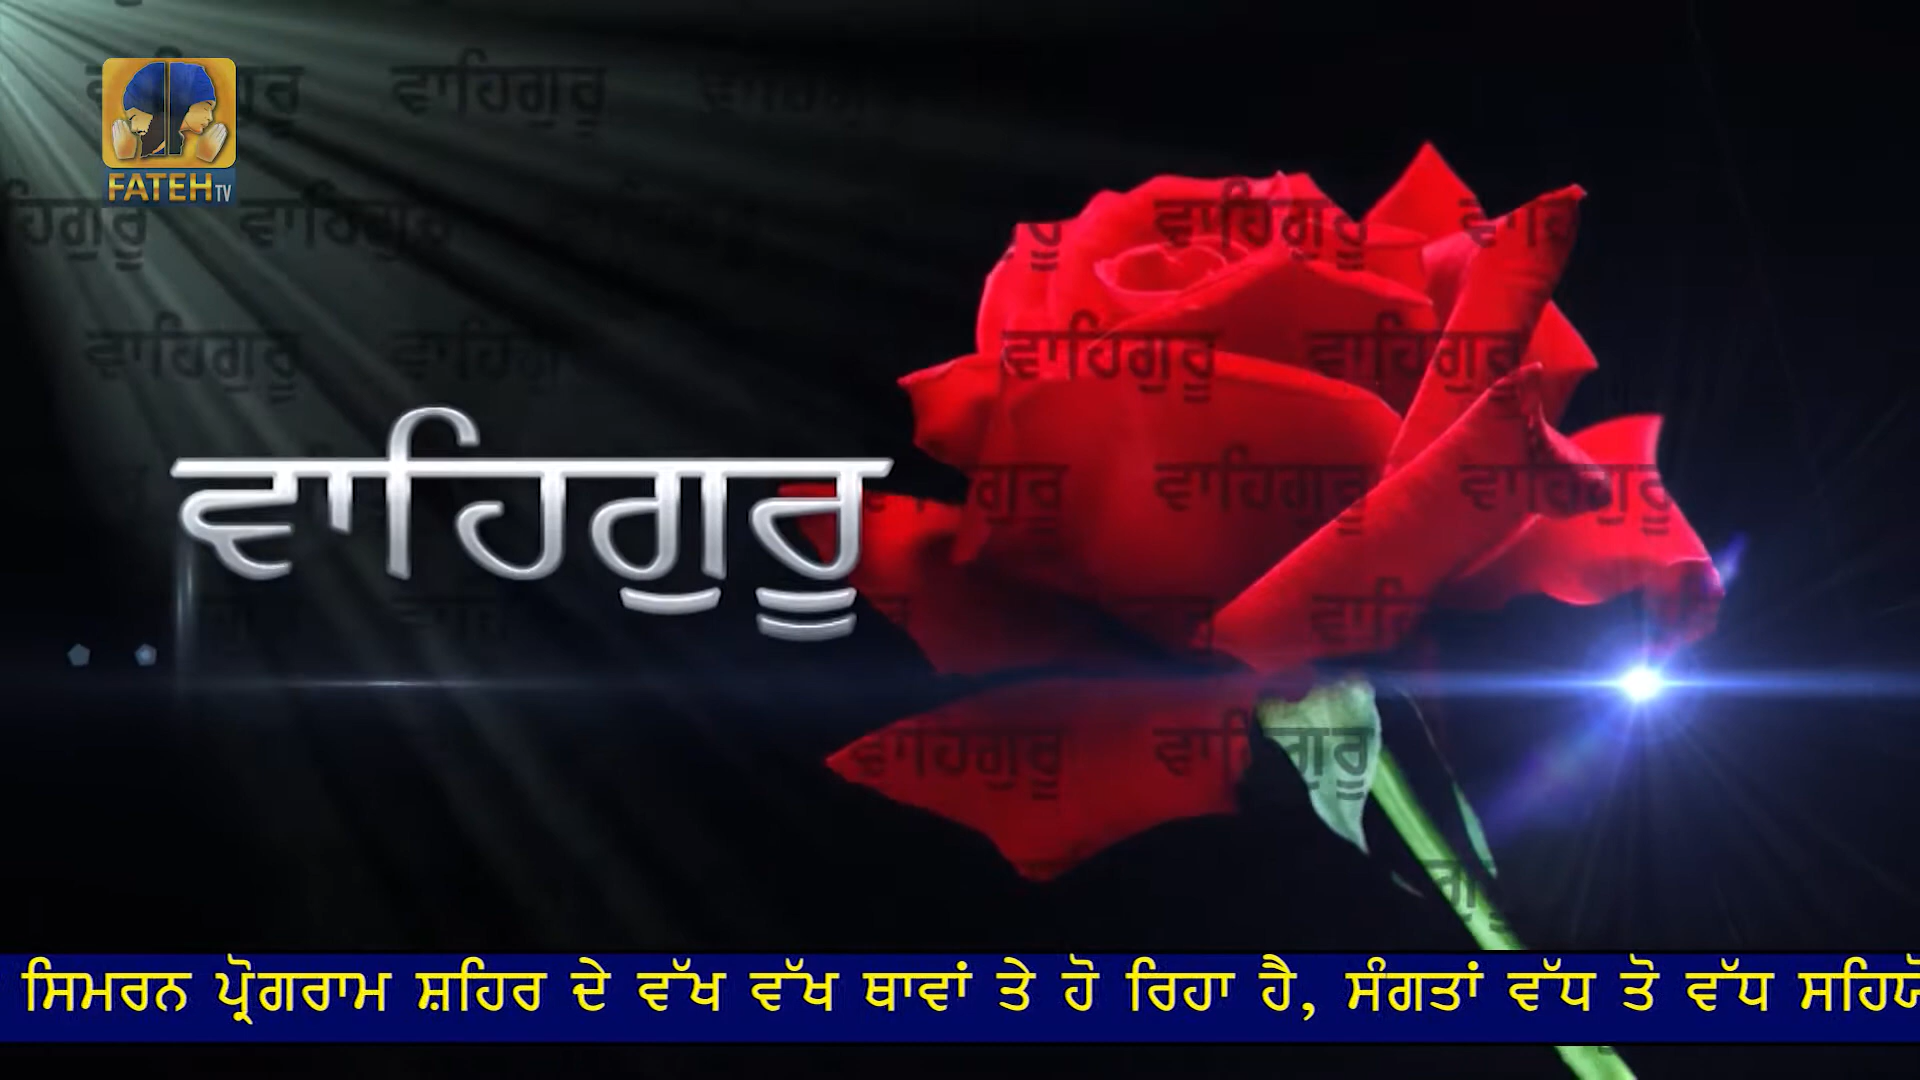 FATEH TV
ਵਾਹਿਗੁਰੂ ਵਾਹਿਗੁਰੂ
ਹਿਗੁਰੂ ਵਾਹਿਗੁਰੂ ਵਾਹਿਗੁਰੂ
ਵਾਹਿਗੁਰੂ ਵਾਹਿਗੁਰੂ ਵਾਹਿਗੁਰੂ ਵਾਹਿਗੁਰੂ
ਵਾਹਿਗੁਰੂ
ਵਾਹਿਗੁਰੂ ਵਾਹਿਗੁਰੂ
ਵਾਹਿਗੁਰੂ ਵਾਹਿਗੁਰੂ
ਸਿਮਰਨ ਪ੍ਰੋਗਰਾਮ ਸ਼ਹਿਰ ਦੇ ਵੱਖ ਵੱਖ ਥਾਵਾਂ ਤੇ ਹੋ ਰਿਹਾ ਹੈ, ਸੰਗਤਾਂ ਵੱਧ ਤੋ ਵੱਧ